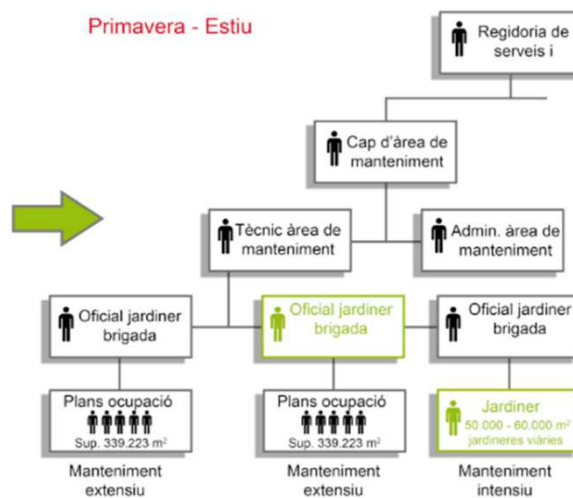 Primavera - Estiu
Regidoria de
serveis i
Cap d'àrea de
manteniment
Tècnic àrea de
manteniment
Admin. área de
manteniment
Oficial jardiner
brigada
Oficial jardiner
brigada
Oficial jardiner
brigada
Plans ocupació
Sup. 339.223 m²
Plans ocupació
Sup. 339.223 m²
Jardiner
50.000 - 60.000 m²
jardineres viàries
Manteniment
extensiu
Manteniment
extensiu
Manteniment
intensiu